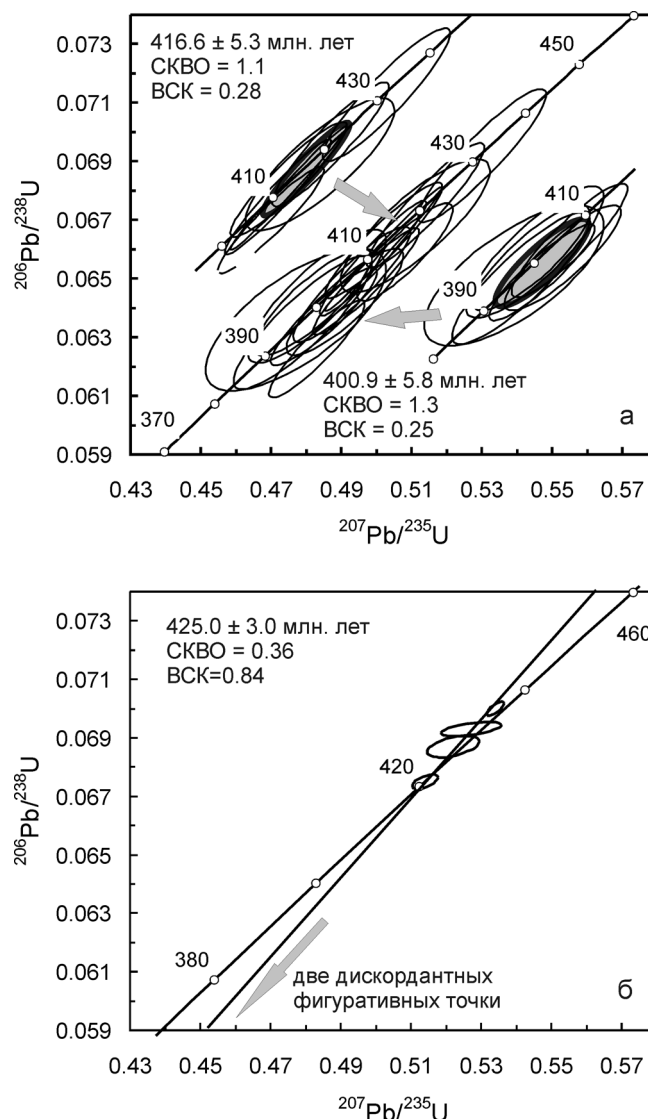 416.6 ± 5.3 млн. лет
СКВО = 1.1
ВСК = 0.28
450
430
430
410
410
410
390
390
370
400.9 ± 5.8 млн. лет
СКВО = 1.3
ВСК = 0.25
а
0.073
0.071
0.069
0.067
0.065
0.063
0.061
0.059
²⁰⁶Pb/²³⁸U
0.43 0.45 0.47 0.49 0.51 0.53 0.55 0.57
²⁰⁷Pb/²³⁵U
425.0 ± 3.0 млн. лет
СКВО = 0.36
ВСК=0.84
460
420
380
две дискордантных
фигуративных точки
б
0.073
0.071
0.069
0.067
0.065
0.063
0.061
0.059
²⁰⁶Pb/²³⁸U
0.43 0.45 0.47 0.49 0.51 0.53 0.55 0.57
²⁰⁷Pb/²³⁵U